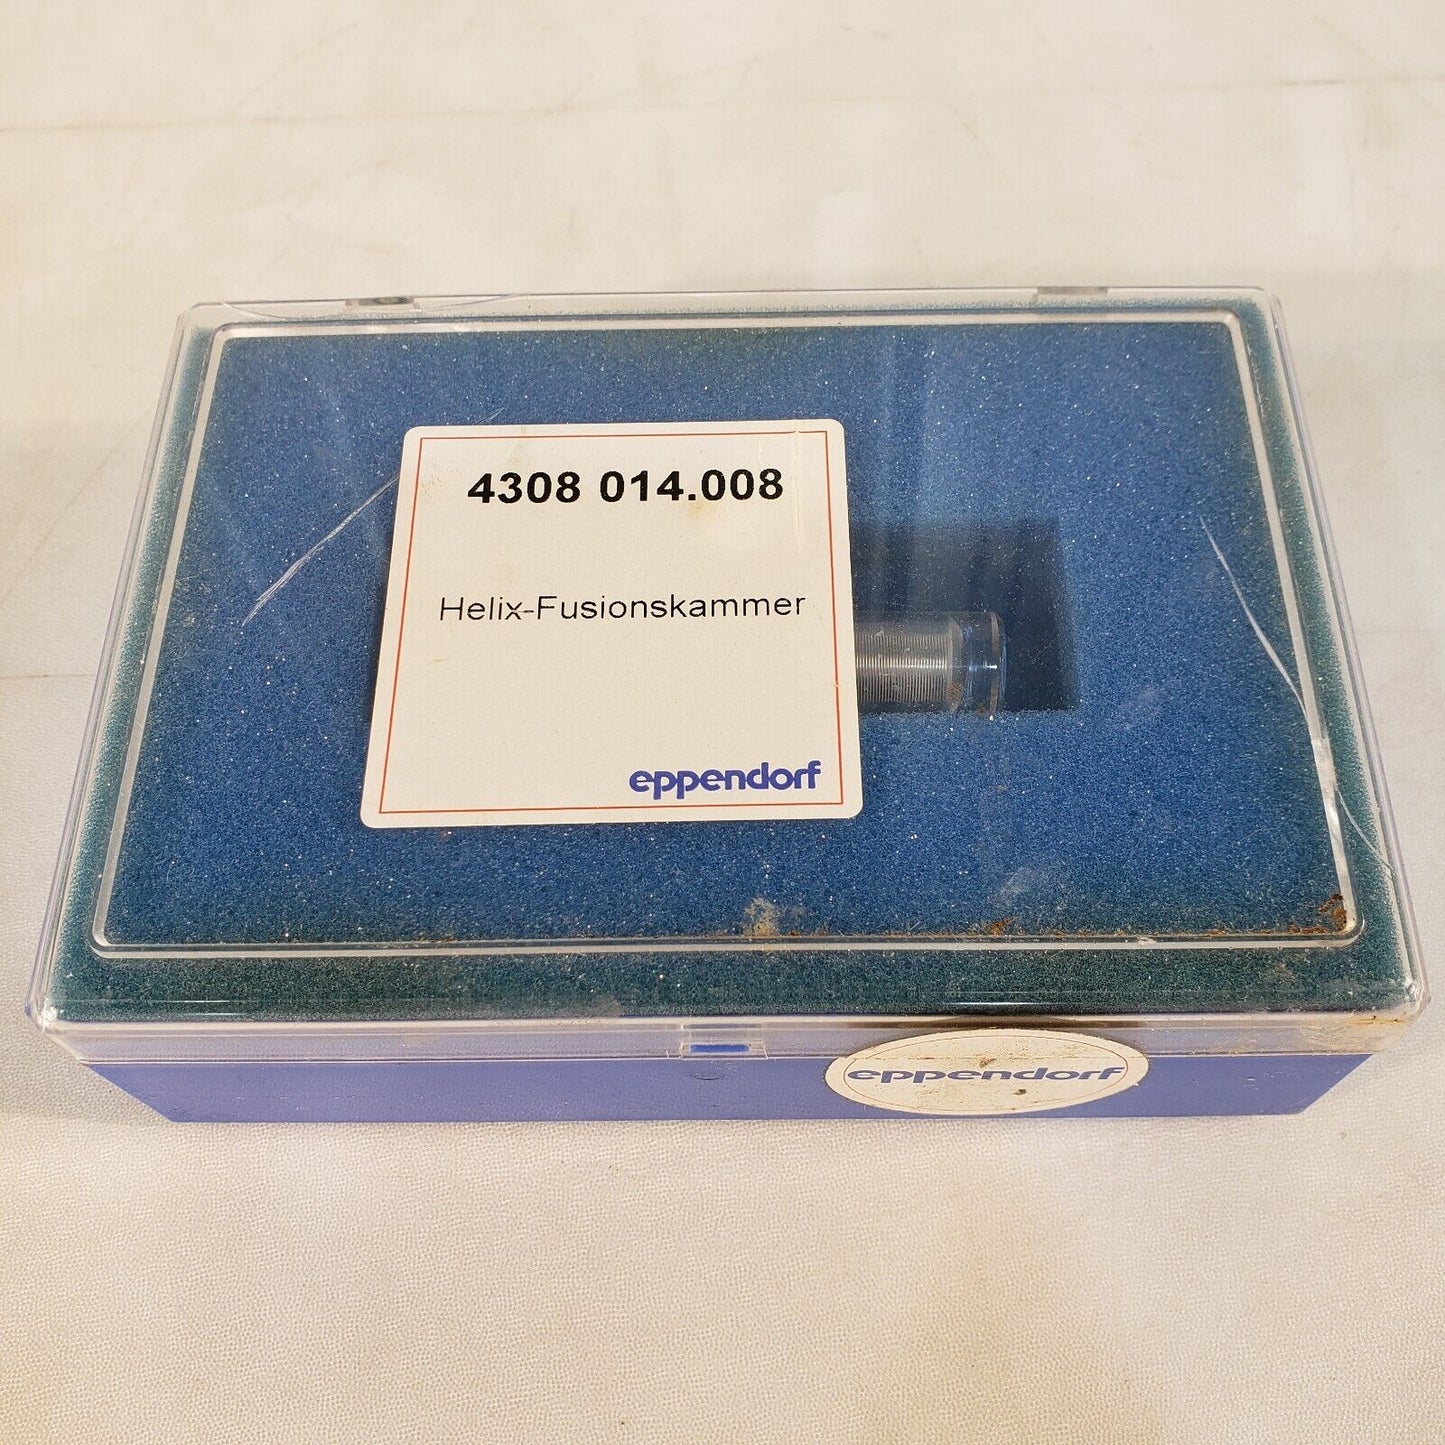 4308 014.008
Helix-Fusionskammer
eppendorf
eppendorf